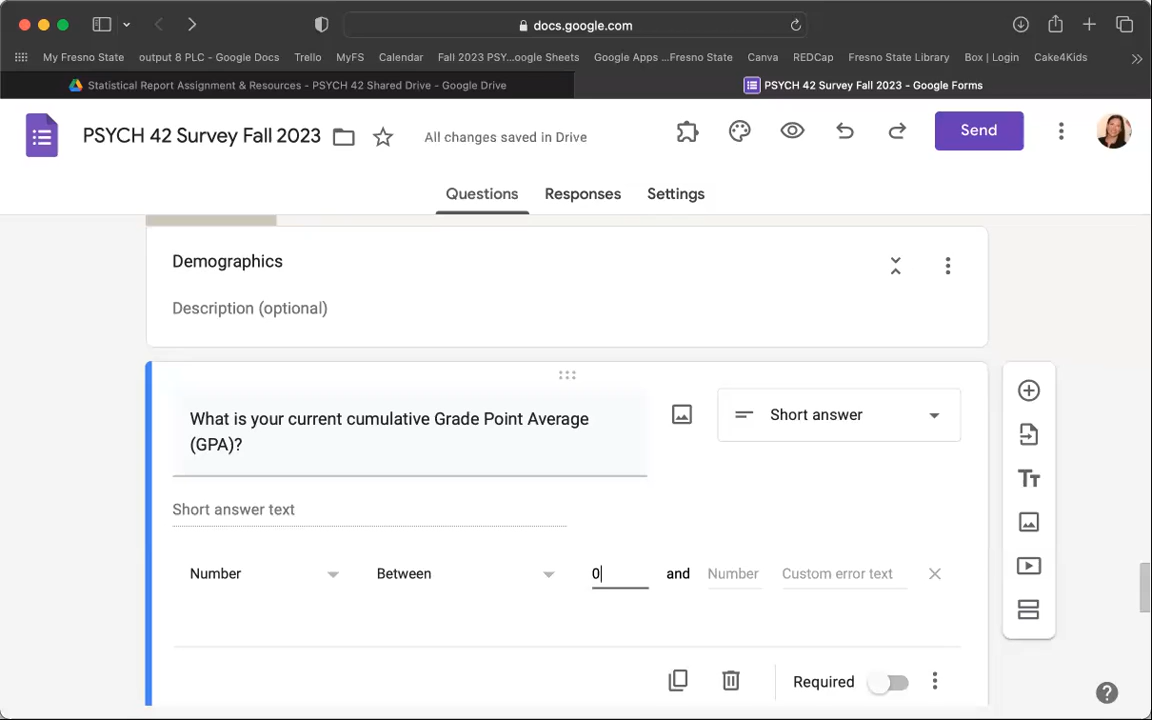 docs.google.com
My Fresno State output 8 PLC - Google Docs Trello MyFS Calendar Fall 2023 PSY...oogle Sheets Google Apps ...Fresno State Canva REDCap Fresno State Library Box | Login Cake4Kids
Statistical Report Assignment & Resources - PSYCH 42 Shared Drive - Google Drive PSYCH 42 Survey Fall 2023 - Google Forms
PSYCH 42 Survey Fall 2023 All changes saved in Drive Send
Questions Responses Settings
Demographics
Description (optional)
What is your current cumulative Grade Point Average
(GPA)?
Short answer
Short answer text
Number Between 0 and Number Custom error text
Required